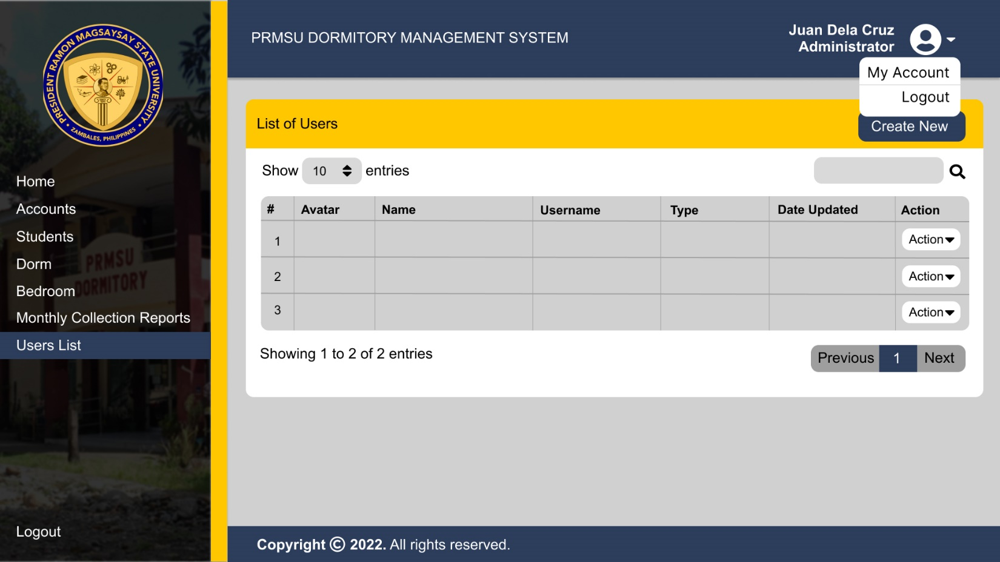 PRESIDENT RAMON MAGSAYSAY STATE UNIVERSITY
ZAMBALES, PHILIPPINES
PRMSU DORMITORY MANAGEMENT SYSTEM
Juan Dela Cruz
Administrator
My Account
Logout
List of Users
Create New
Show 10 entries
# Avatar Name Username Type Date Updated Action
1 Action
2 Action
3 Action
Showing 1 to 2 of 2 entries
Previous 1 Next
Home
Accounts
Students
Dorm
Bedroom
Monthly Collection Reports
Users List
PRMSU
DORMITORY
Logout
Copyright © 2022. All rights reserved.